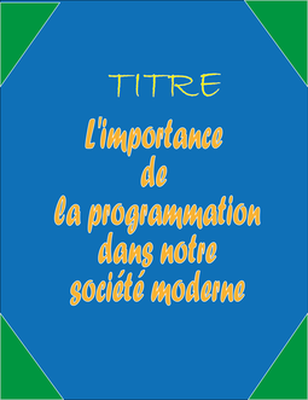 TITRE
L'importance
de
la programmation
dans notre
société moderne